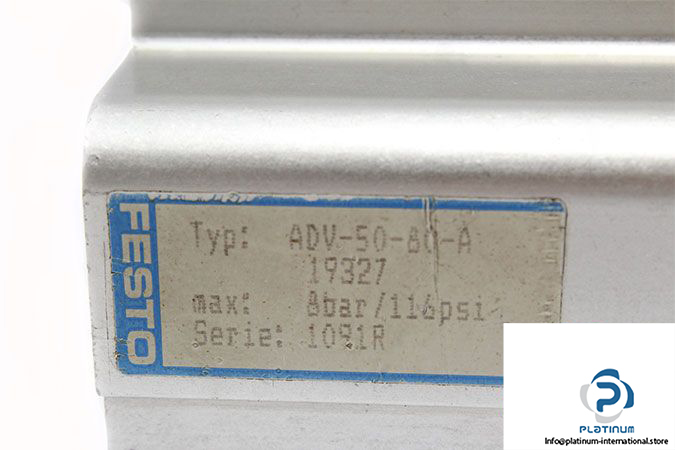 FESTO
Typ: ADV-50-80-A
19327
max: 8bar/116psi
Serie: 1091R
PLATINUM
Info@platinum-international.store